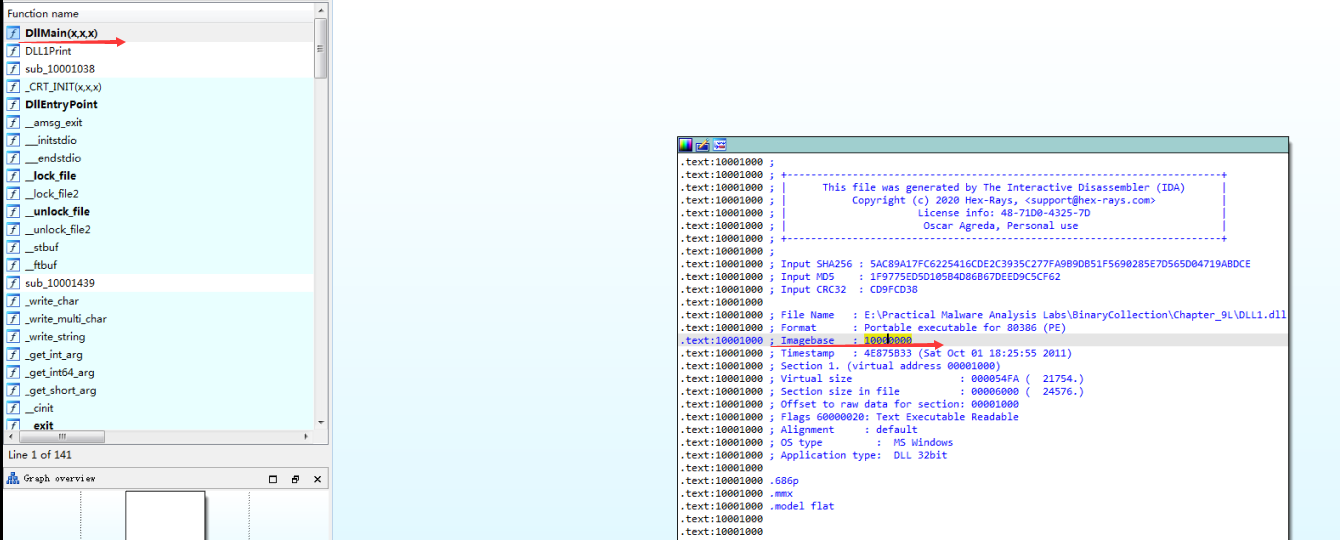 Function name
DllMain(x,x,x)
DLL1Print
sub_10001038
_CRT_INIT(x,x,x)
DllEntryPoint
__amsg_exit
___initstdio
___endstdio
__lock_file
__lock_file2
__unlock_file
__unlock_file2
__stbuf
__ftbuf
sub_10001439
_write_char
_write_multi_char
_write_string
_get_int_arg
_get_int64_arg
_get_short_arg
__cinit
_exit
Line 1 of 141
Graph overview
.text:10001000 ;
.text:10001000 ; +-------------------------------------------------------------------------+
.text:10001000 ; |      This file was generated by The Interactive Disassembler (IDA)      |
.text:10001000 ; |           Copyright (c) 2020 Hex-Rays, <support@hex-rays.com>           |
.text:10001000 ; |                      License info: 48-71D0-4325-7D                      |
.text:10001000 ; |                       Oscar Agreda, Personal use                        |
.text:10001000 ; +-------------------------------------------------------------------------+
.text:10001000 ;
.text:10001000 ; Input SHA256 : 5AC89A17FC6225416CDE2C3935C277FA9B9DB51F5690285E7D565D04719ABDCE
.text:10001000 ; Input MD5    : 1F9775ED5D105B4D86B67DEED9C5CF62
.text:10001000 ; Input CRC32  : CD9FCD38
.text:10001000
.text:10001000 ; File Name   : E:\Practical Malware Analysis Labs\BinaryCollection\Chapter_9L\DLL1.dll
.text:10001000 ; Format      : Portable executable for 80386 (PE)
.text:10001000 ; Imagebase   : 10000000
.text:10001000 ; Timestamp   : 4E875B33 (Sat Oct 01 18:25:55 2011)
.text:10001000 ; Section 1. (virtual address 00001000)
.text:10001000 ; Virtual size                  : 000054FA (  21754.)
.text:10001000 ; Section size in file          : 00006000 (  24576.)
.text:10001000 ; Offset to raw data for section: 00001000
.text:10001000 ; Flags 60000020: Text Executable Readable
.text:10001000 ; Alignment     : default
.text:10001000 ; OS type         :  MS Windows
.text:10001000 ; Application type:  DLL 32bit
.text:10001000
.text:10001000 .686p
.text:10001000 .mmx
.text:10001000 .model flat
.text:10001000
.text:10001000